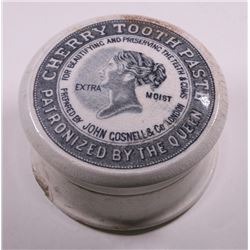 CHERRY TOOTH PASTE
FOR BEAUTIFYING AND PRESERVING THE TEETH & GUMS
EXTRA MOIST
PREPARED BY
JOHN COSNELL & Co LONDON
PATRONIZED BY THE QUEEN